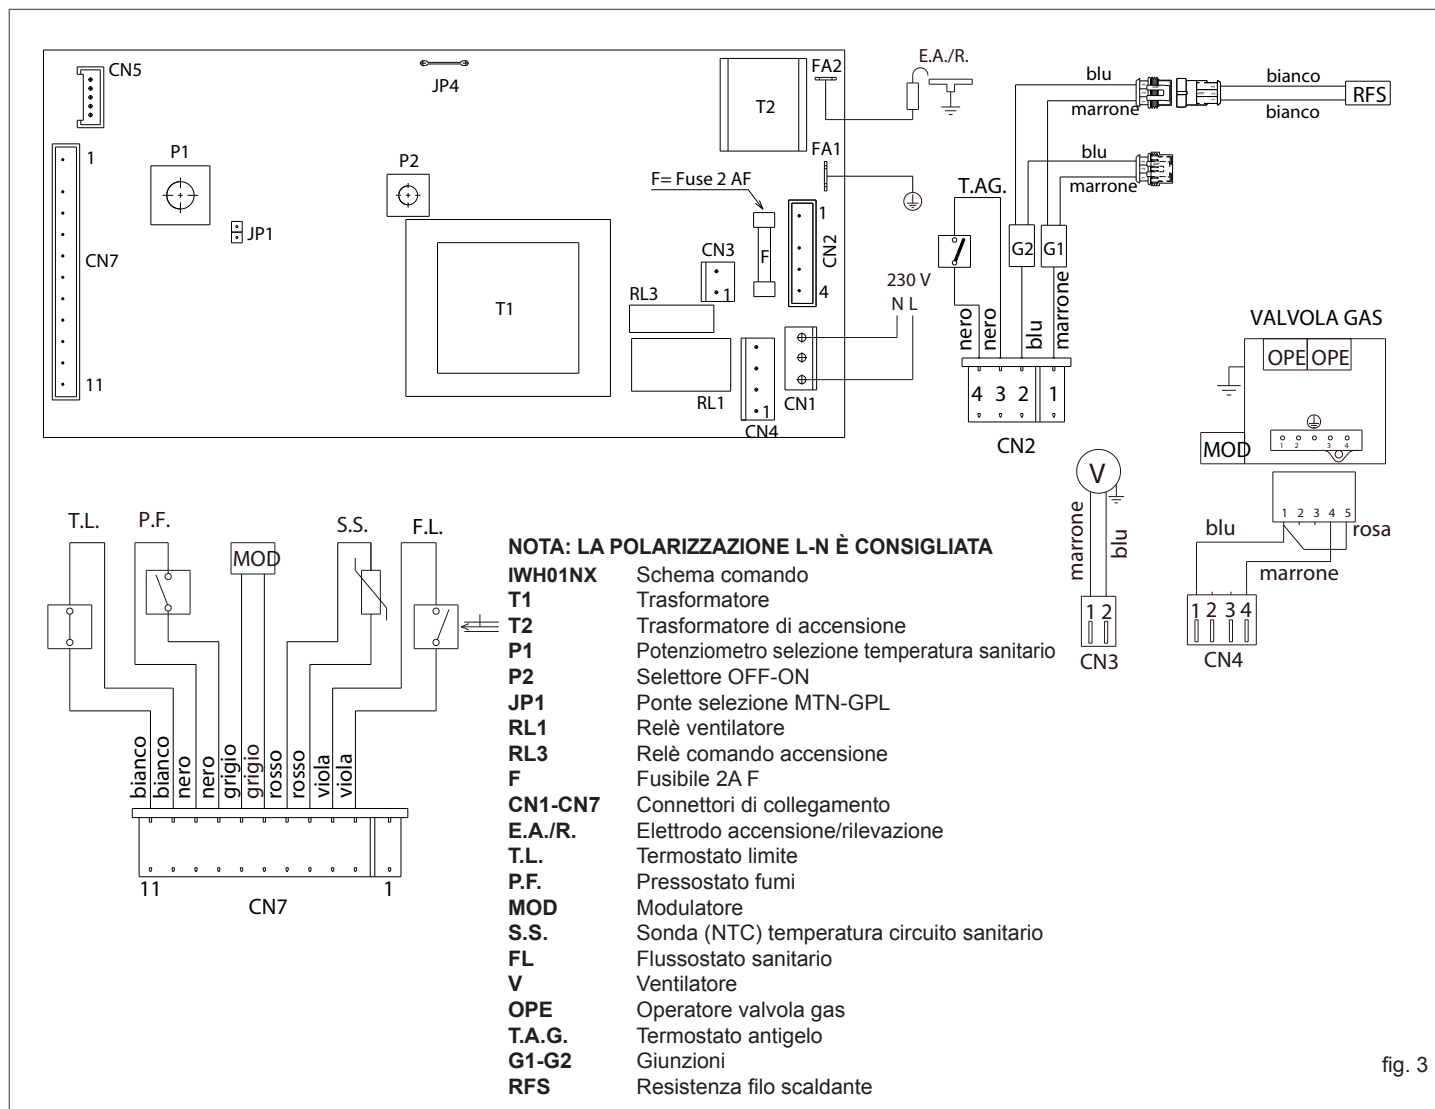 CN5
JP4
FA2
E.A./R.
T2
blu
bianco
marrone
bianco
RFS
1
P1
P2
FA1
F= Fuse 2 AF
T.AG.
blu
marrone
JP1
CN7
CN3
1
F
1
CN2
4
G2 G1
T1
RL3
230 V
N L
nero
nero
blu
marrone
VALVOLA GAS
OPE OPE
11
RL1
1
CN4
CN1
4 3 2 1
CN2
MOD
1 2 3 4
V
marrone
blu
1 2
CN3
1 2 3 4 5
blu
rosa
marrone
1 2 3 4
CN4
T.L.
P.F.
MOD
S.S.
F.L.
bianco
bianco
nero
nero
grigio
grigio
rosso
rosso
viola
viola
11
1
CN7
NOTA: LA POLARIZZAZIONE L-N È CONSIGLIATA
IWH01NX Schema comando
T1 Trasformatore
T2 Trasformatore di accensione
P1 Potenziometro selezione temperatura sanitario
P2 Selettore OFF-ON
JP1 Ponte selezione MTN-GPL
RL1 Relè ventilatore
RL3 Relè comando accensione
F Fusibile 2A F
CN1-CN7 Connettori di collegamento
E.A./R. Elettrodo accensione/rilevazione
T.L. Termostato limite
P.F. Pressostato fumi
MOD Modulatore
S.S. Sonda (NTC) temperatura circuito sanitario
FL Flussostato sanitario
V Ventilatore
OPE Operatore valvola gas
T.A.G. Termostato antigelo
G1-G2 Giunzioni
RFS Resistenza filo scaldante
fig. 3